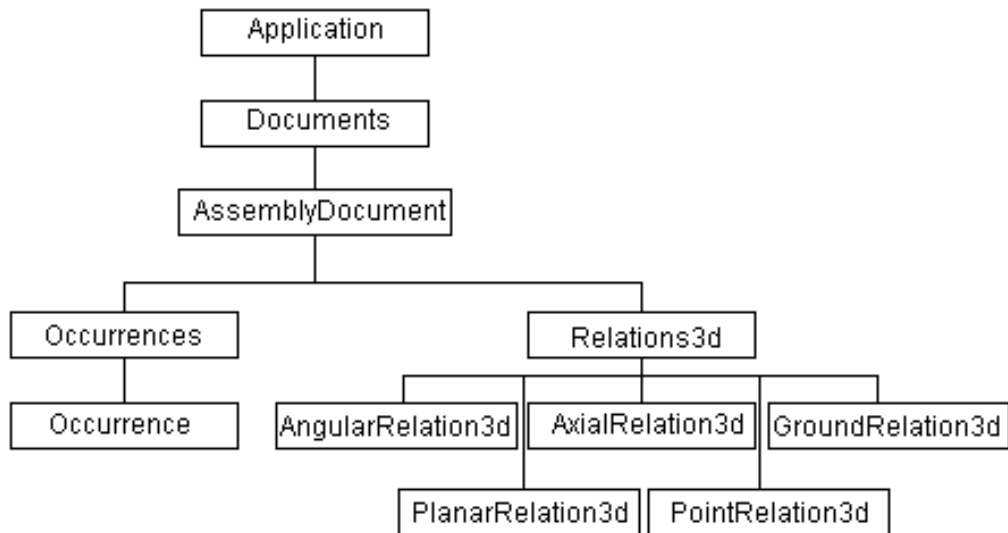 Application
Documents
AssemblyDocument
Occurrences
Relations3d
Occurrence
AngularRelation3d
AxialRelation3d
GroundRelation3d
PlanarRelation3d
PointRelation3d